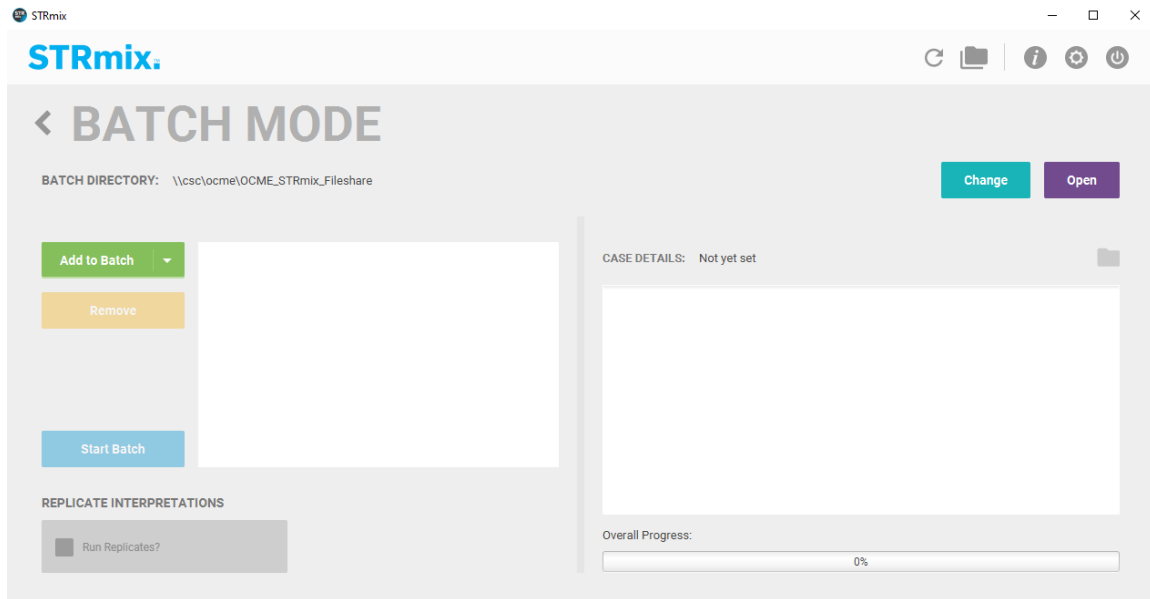 STRmix
STRmix
BATCH MODE
BATCH DIRECTORY: \\csc\ocme\OCME_STRmix_Fileshare
Change
Open
Add to Batch
Remove
Start Batch
REPLICATE INTERPRETATIONS
Run Replicates?
CASE DETAILS: Not yet set
Overall Progress:
0%